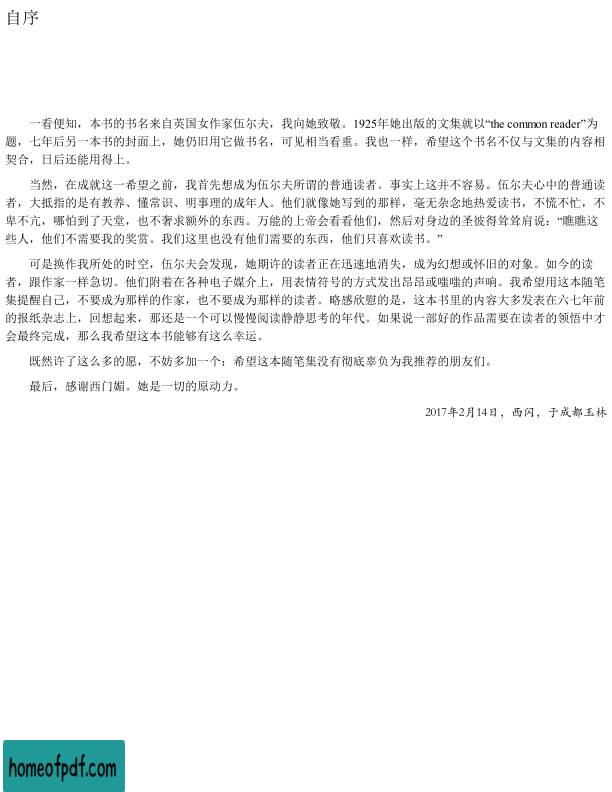 自序
一看便知，本书的书名来自英国女作家伍尔夫，我向她致敬。1925年她出版的文集就以“the common reader”为
题，七年后另一本书的封面上，她仍旧用它做书名，可见相当看重。我也一样，希望这个书名不仅与文集的内容相
契合，日后还能用得上。
当然，在成就这一希望之前，我首先想成为伍尔夫所谓的普通读者。事实上这并不容易。伍尔夫心中的普通读
者，大抵指的是有教养、懂常识、明事理的成年人。他们就像她写到的那样，毫无杂念地热爱读书，不慌不忙，不
卑不亢，哪怕到了天堂，也不奢求额外的东西。万能的上帝会看看他们，然后对身边的圣彼得耸耸肩说：“瞧瞧这
些人，他们不需要我的奖赏。我们这里也没有他们需要的东西，他们只喜欢读书。”
可是换作我所处的时空，伍尔夫会发现，她期许的读者正在迅速地消失，成为幻想或怀旧的对象。如今的读
者，跟作家一样急切。他们附着在各种电子媒介上，用表情符号的方式发出昂昂或嗤嗤的声响。我希望用这本随笔
集提醒自己，不要成为那样的作家，也不要成为那样的读者。略感欣慰的是，这本书里的内容大多发表在六七年前
的报纸杂志上，回想起来，那还是一个可以慢慢阅读静静思考的年代。如果说一部好的作品需要在读者的领悟中才
会最终完成，那么我希望这本书能够有这么幸运。
既然许了这么多的愿，不妨多加一个：希望这本随笔集没有彻底辜负为我推荐的朋友们。
最后，感谢西门媚。她是一切的原动力。
2017年2月14日，西闪，于成都玉林
homeofpdf.com